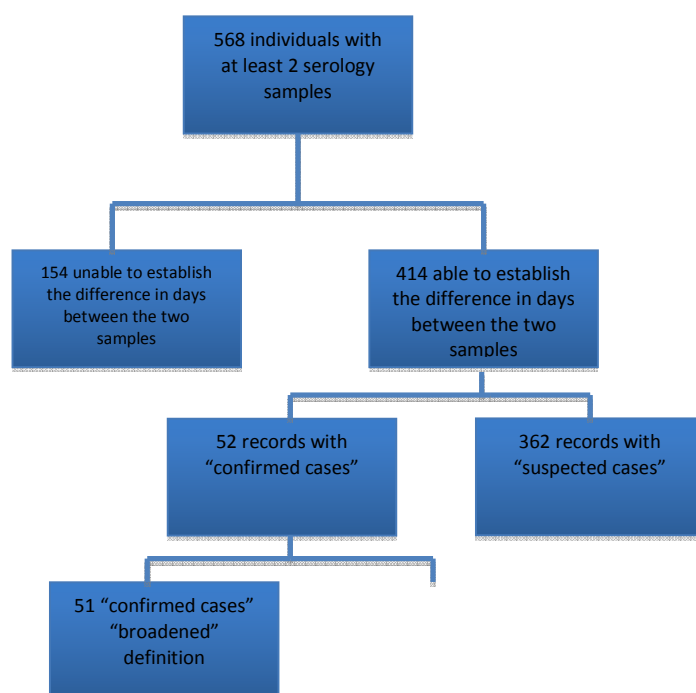 568 individuals with
at least 2 serology
samples
154 unable to establish
the difference in days
between the two
samples
414 able to establish
the difference in days
between the two
samples
52 records with
“confirmed cases”
362 records with
“suspected cases”
51 “confirmed cases”
“broadened”
definition